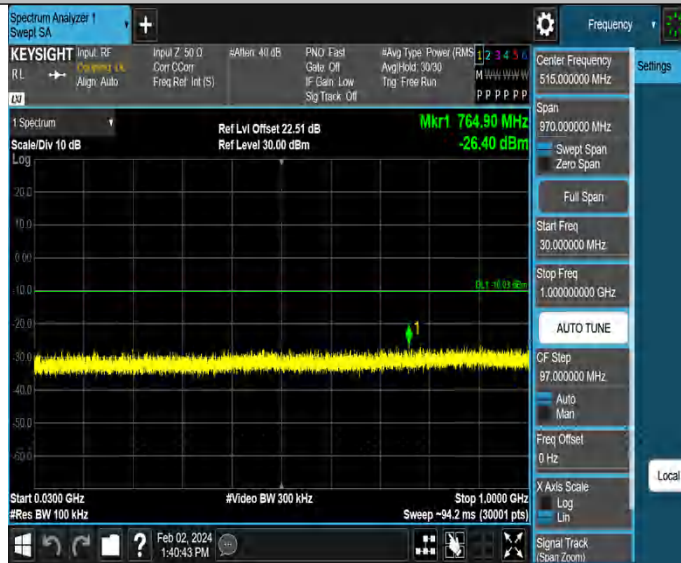 Spectrum Analyzer 1
Swept SA
Frequency
KEYSIGHT
Input: RF
Input Z: 50 Ω
#Atten: 40 dB
PNO: Fast
#Avg Type: Power (RMS
1 2 3 4 5 6
RL
Align: Auto
Corr CCorr
Freq Ref: Int (S)
Gate: Off
IF Gain: Low
Sig Track: Off
Avg|Hold: 30/30
Trig: Free Run
M W W W W W
P P P P P P
LXI
1 Spectrum
Scale/Div 10 dB
Ref Lvl Offset 22.51 dB
Ref Level 30.00 dBm
Mkr1 764.90 MHz
-26.40 dBm
Log
20.0
10.0
0.00
-10.0
-20.0
-30.0
-40.0
-50.0
-60.0
1
Start 0.0300 GHz
#Res BW 100 kHz
#Video BW 300 kHz
Stop 1.0000 GHz
Sweep ~94.2 ms (30001 pts)
Feb 02, 2024
1:40:43 PM
Center Frequency
515.000000 MHz
Settings
Span
970.000000 MHz
Swept Span
Zero Span
Full Span
Start Freq
30.000000 MHz
Stop Freq
1.000000000 GHz
AUTO TUNE
CF Step
97.000000 MHz
Auto
Man
Freq Offset
0 Hz
X Axis Scale
Log
Lin
Local
Signal Track
(Span Zoom)